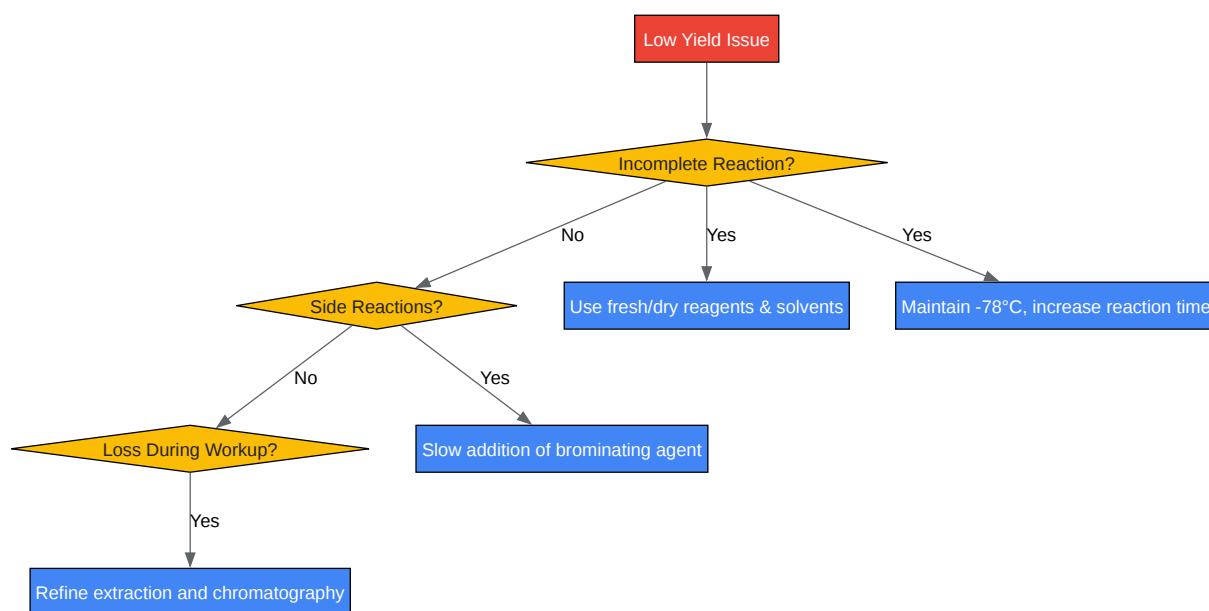 Low Yield Issue
Incomplete Reaction?
No
Yes
Yes
Side Reactions?
Use fresh/dry reagents & solvents
Maintain -78°C, increase reaction time
No
Yes
Loss During Workup?
Slow addition of brominating agent
Yes
Refine extraction and chromatography